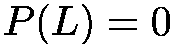 P(L) = 0